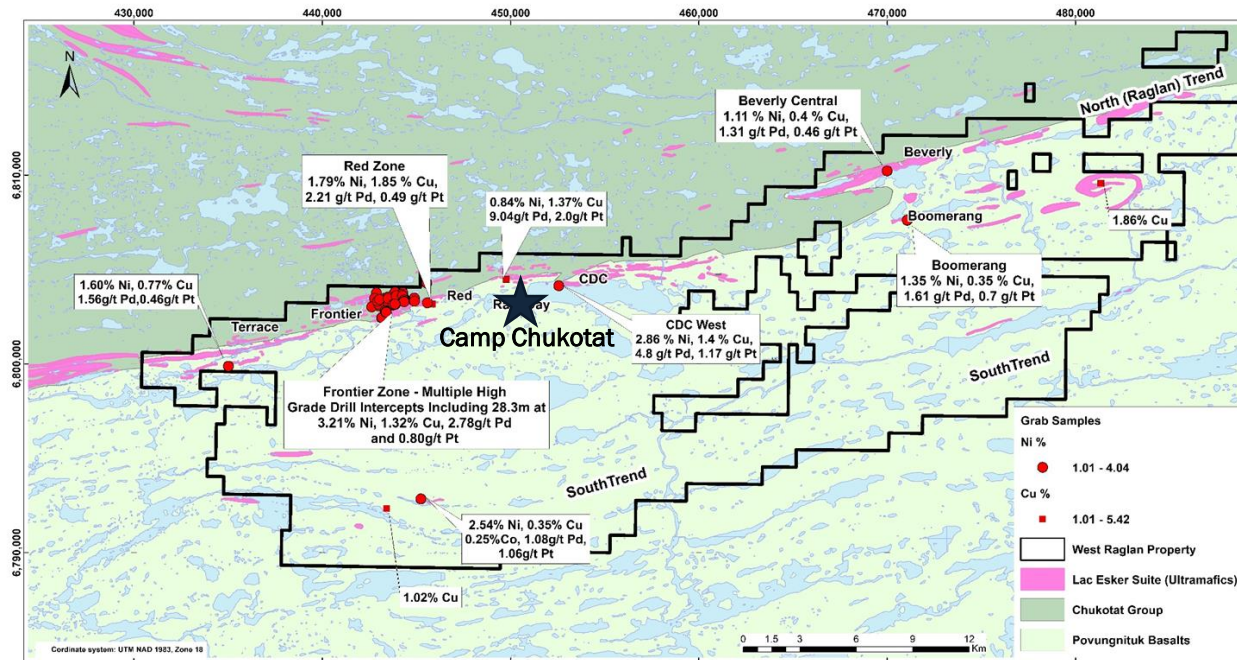 430,000
440,000
450,000
460,000
470,000
480,000
N
North (Raglan) Trend
Beverly Central
1.11 % Ni, 0.4 % Cu,
1.31 g/t Pd, 0.46 g/t Pt
Beverly
6,810,000
Red Zone
1.79% Ni, 1.85 % Cu,
2.21 g/t Pd, 0.49 g/t Pt
0.84% Ni, 1.37% Cu
9.04g/t Pd, 2.0g/t Pt
1.86% Cu
Boomerang
Boomerang
1.35 % Ni, 0.35 % Cu,
1.61 g/t Pd, 0.7 g/t Pt
1.60% Ni, 0.77% Cu
1.56g/t Pd,0.46g/t Pt
CDC
Red
Terrace
Frontier
Camp Chukotat
CDC West
2.86 % Ni, 1.4 % Cu,
4.8 g/t Pd, 1.17 g/t Pt
6,800,000
Frontier Zone - Multiple High
Grade Drill Intercepts Including 28.3m at
3.21% Ni, 1.32% Cu, 2.78g/t Pd
and 0.80g/t Pt
SouthTrend
SouthTrend
2.54% Ni, 0.35% Cu
0.25%Co, 1.08g/t Pd,
1.06g/t Pt
1.02% Cu
6,790,000
Grab Samples
Ni %
1.01 - 4.04
Cu %
1.01 - 5.42
West Raglan Property
Lac Esker Suite (Ultramafics)
Chukotat Group
Povungnituk Basalts
0 1.5 3 6 9 12
Km
Cordinate system: UTM NAD 1983, Zone 18